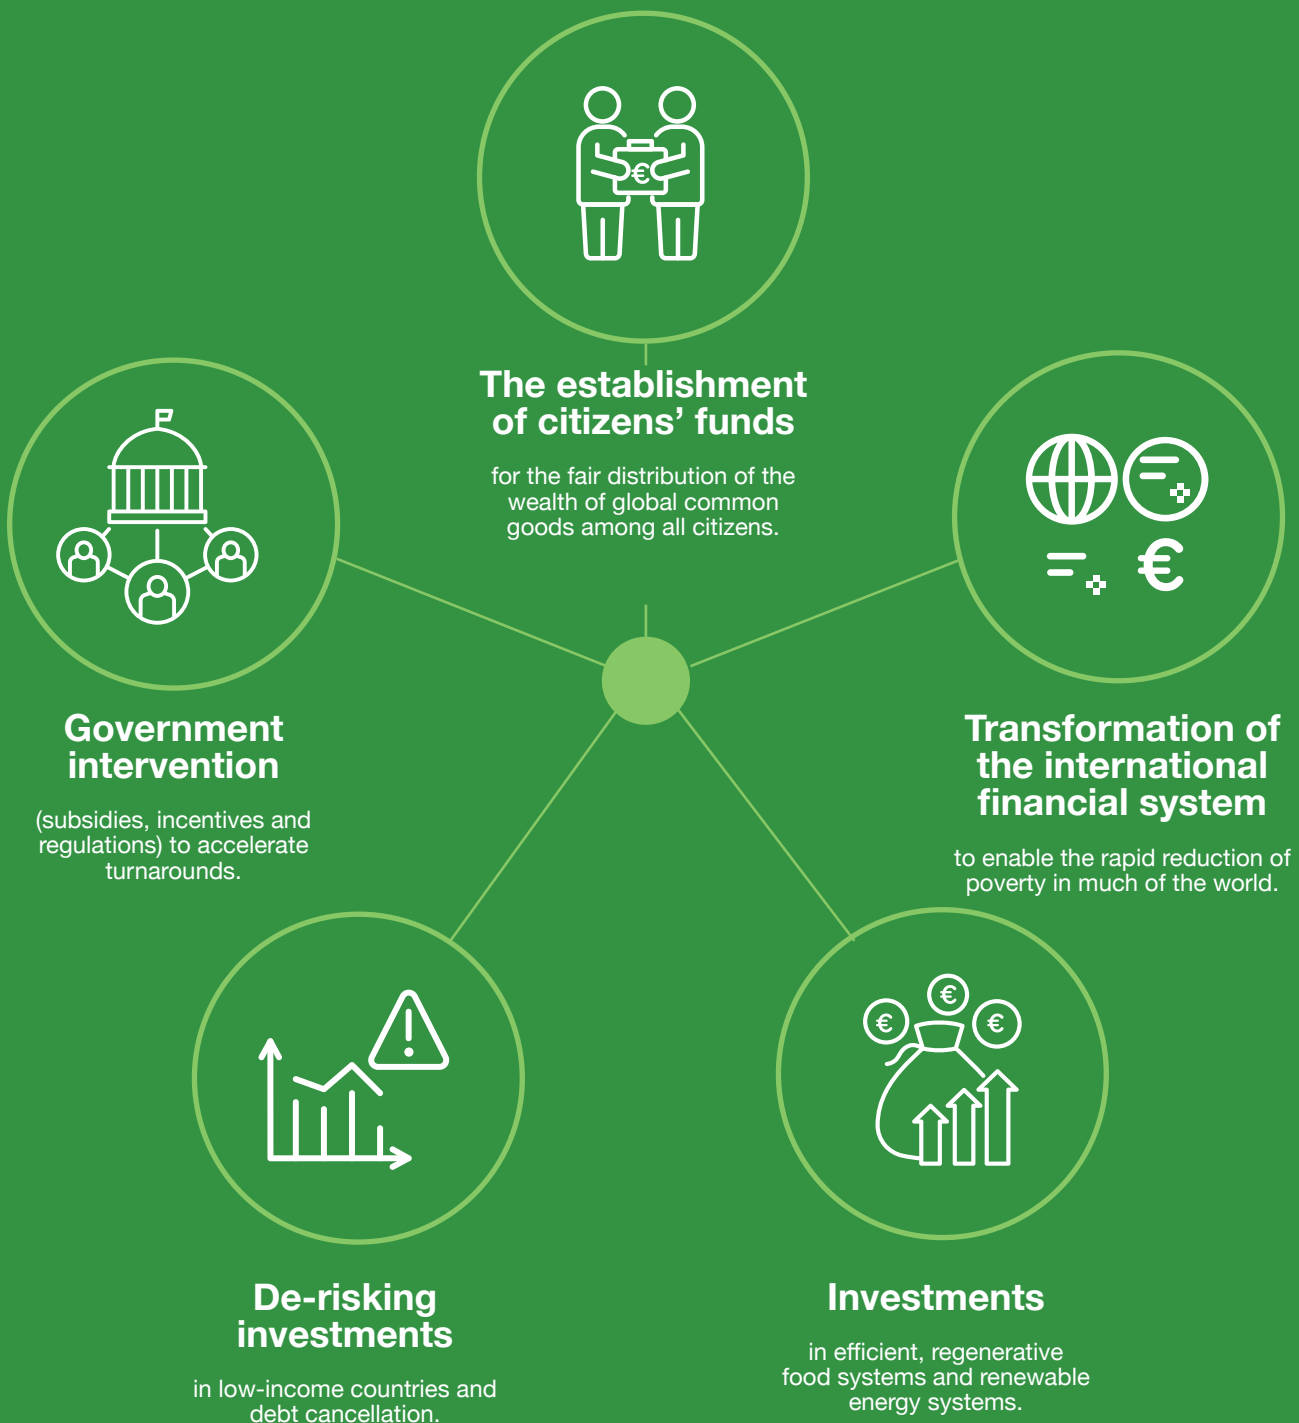 €
The establishment
of citizens’ funds
for the fair distribution of the
wealth of global common
goods among all citizens.
Government
intervention
(subsidies, incentives and
regulations) to accelerate
turnarounds.
€
Transformation of
the international
financial system
to enable the rapid reduction of
poverty in much of the world.
De-risking
investments
in low-income countries and
debt cancellation.
€
€
€
Investments
in efficient, regenerative
food systems and renewable
energy systems.